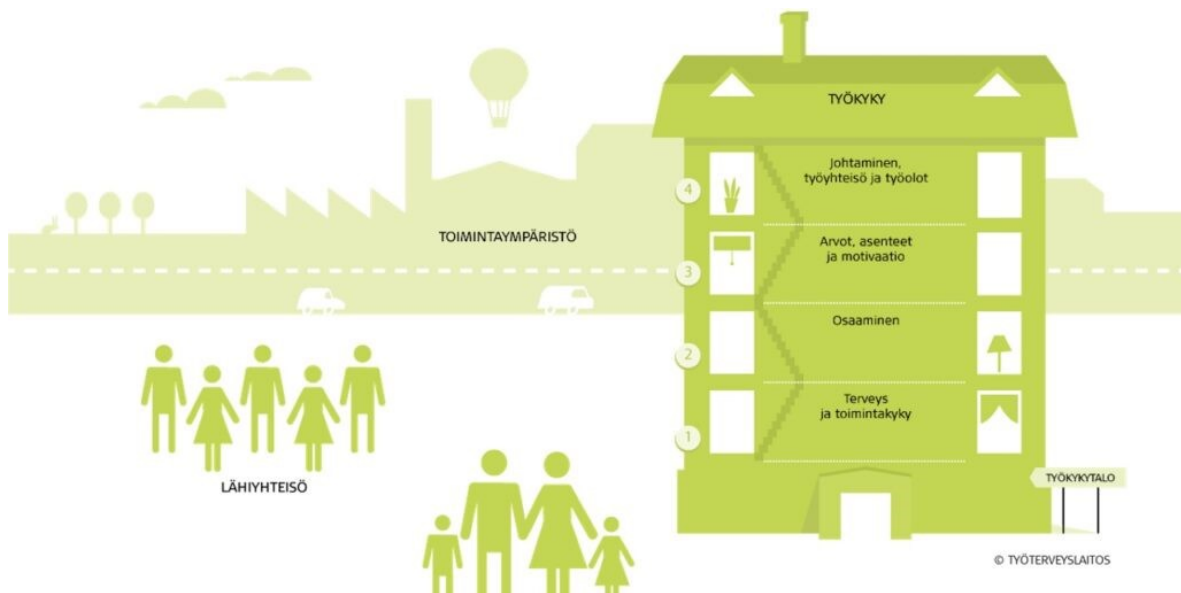 TYÖKYKY
4
Johtaminen,
työyhteisö ja työolot
TOIMINTAYMPÄRISTÖ
3
Arvot, asenteet
ja motivaatio
2
Osaaminen
1
Terveys
ja toimintakyky
LÄHIYHTEISÖ
TYÖKYKYTALO
© TYÖTERVEYSLAITOS